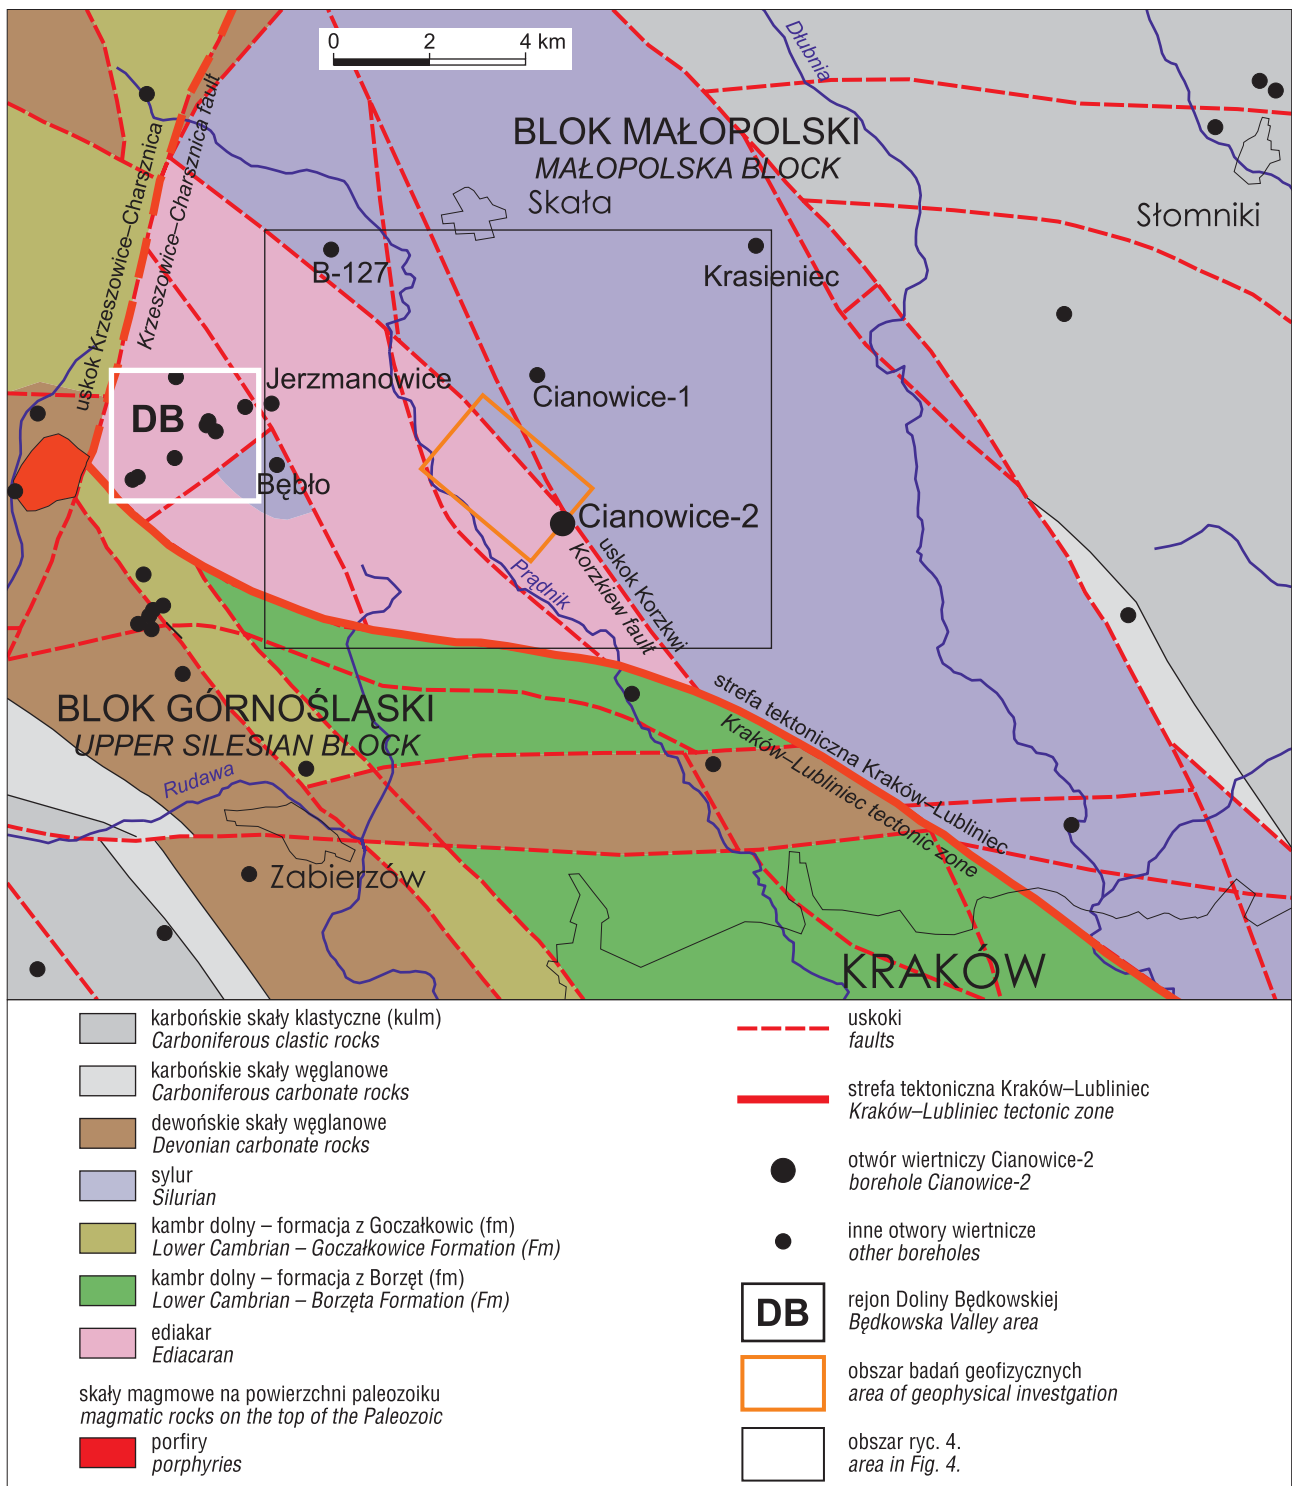 0 2 4 km
Dłubnia
BLOK MAŁOPOLSKI
MAŁOPOLSKA BLOCK
Skała
Słomniki
uskok Krzeszowice–Charsznica
Krzeszowice–Charsznica fault
B-127
Krasieniec
Jerzmanowice
Cianowice-1
DB
Bębło
Cianowice-2
uskok Korzkwi
Korzkiew fault
Prądnik
strefa tektoniczna Kraków–Lubliniec
Kraków–Lubliniec tectonic zone
BLOK GÓRNOŚLASKI
UPPER SILESIAN BLOCK
Rudawa
Zabierzów
KRAKÓW
karbońskie skały klastyczne (kulm)
Carboniferous clastic rocks
karbońskie skały węglanowe
Carboniferous carbonate rocks
dewońskie skały węglanowe
Devonian carbonate rocks
sylur
Silurian
kambr dolny – formacja z Goczałkowic (fm)
Lower Cambrian – Goczałkowice Formation (Fm)
kambr dolny – formacja z Borzęt (fm)
Lower Cambrian – Borzęta Formation (Fm)
ediakar
Ediacaran
skały magmowe na powierzchni paleozoiku
magmatic rocks on the top of the Paleozoic
porfiry
porphyries
uskoki
faults
strefa tektoniczna Kraków–Lubliniec
Kraków–Lubliniec tectonic zone
otwór wiertniczy Cianowice-2
borehole Cianowice-2
inne otwory wiertnicze
other boreholes
DB
rejon Doliny Będkowskiej
Będkowska Valley area
obszar badań geofizycznych
area of geophysical investgation
obszar ryc. 4.
area in Fig. 4.